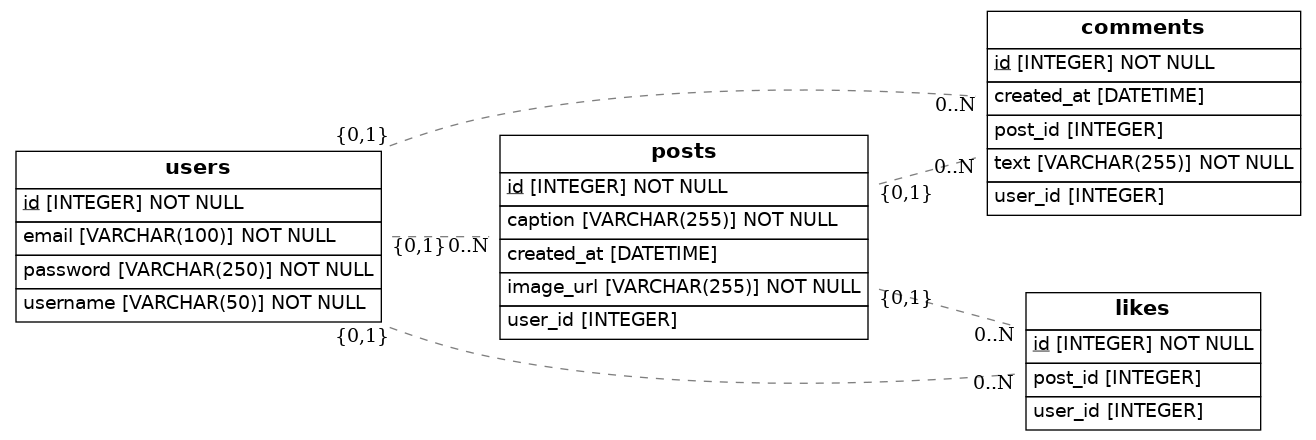 comments
id [INTEGER] NOT NULL
created_at [DATETIME]
post_id [INTEGER]
text [VARCHAR(255)] NOT NULL
user_id [INTEGER]
users
id [INTEGER] NOT NULL
email [VARCHAR(100)] NOT NULL
password [VARCHAR(250)] NOT NULL
username [VARCHAR(50)] NOT NULL
posts
id [INTEGER] NOT NULL
caption [VARCHAR(255)] NOT NULL
created_at [DATETIME]
image_url [VARCHAR(255)] NOT NULL
user_id [INTEGER]
likes
id [INTEGER] NOT NULL
post_id [INTEGER]
user_id [INTEGER]
{0,1}
0..N
{0,1}
0..N
{0,1}
0..N
{0,1}
0..N
{0,1}
0..N